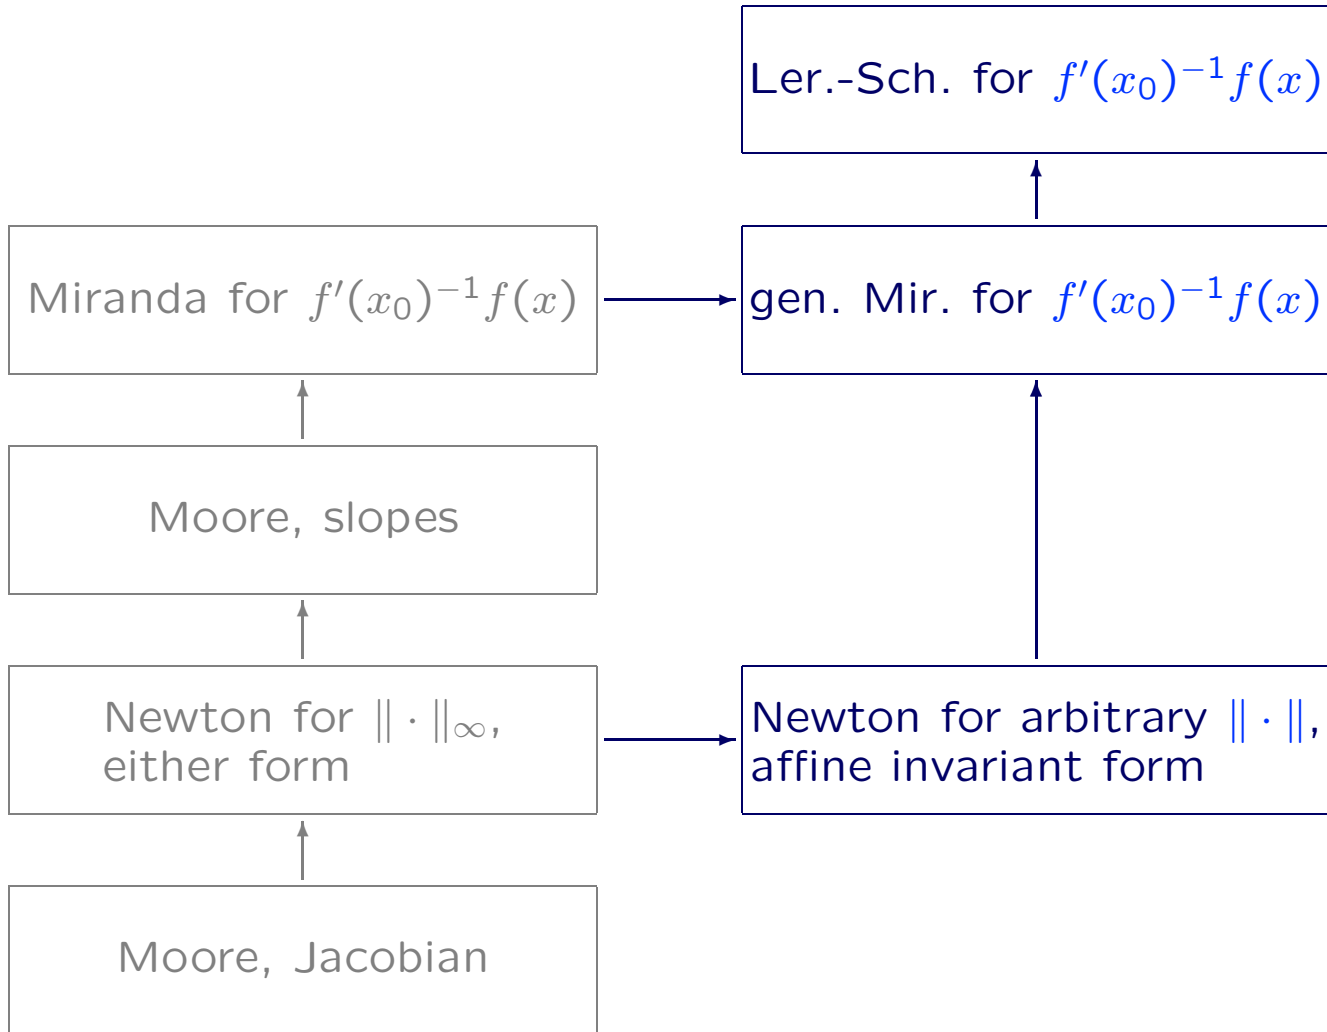 Ler.-Sch. for f′(x₀)⁻¹f(x)
Miranda for f′(x₀)⁻¹f(x)
gen. Mir. for f′(x₀)⁻¹f(x)
Moore, slopes
Newton for ‖ · ‖∞,
either form
Newton for arbitrary ‖ · ‖,
affine invariant form
Moore, Jacobian